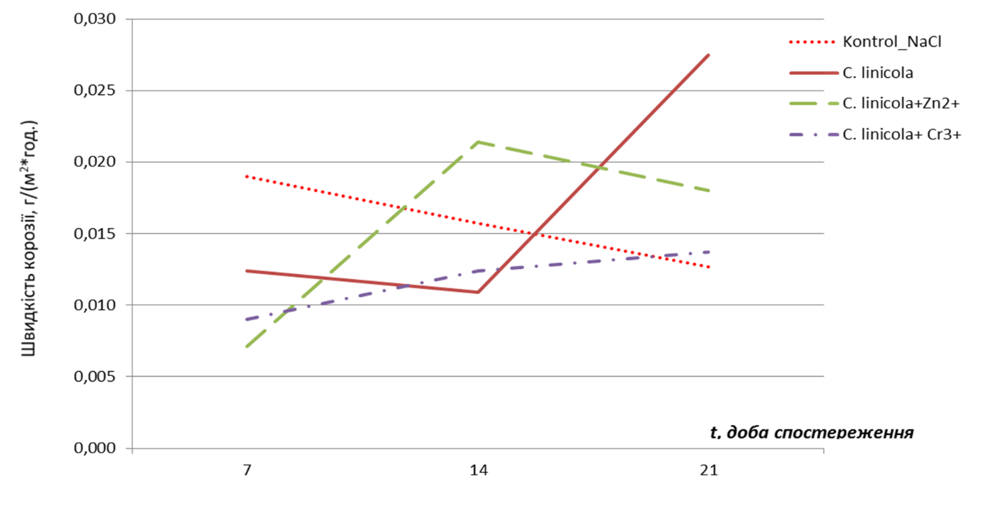 0,030
0,025
0,020
0,015
0,010
0,005
0,000
Швидкість корозії, г/(м²*год.)
7 14 21
t, доба спостереження
Kontrol_NaCl
C. linicola
C. linicola+Zn2+
C. linicola+ Cr3+